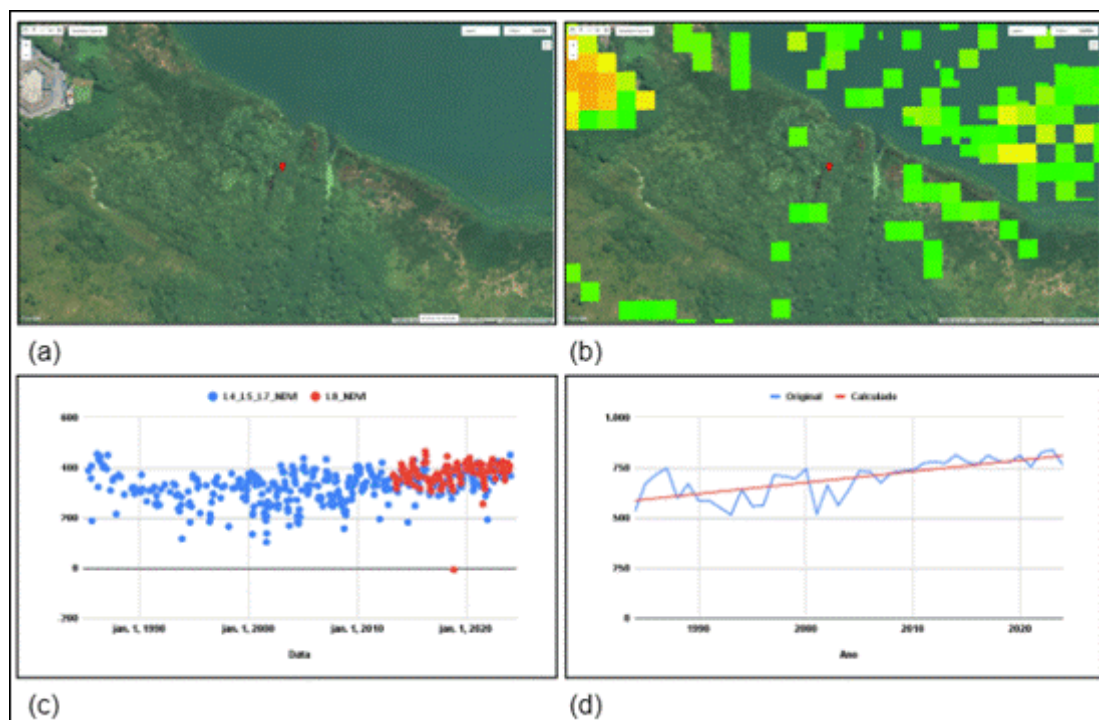 (a)
(b)
L4_L5_L7_NDVI L8_NDVI
600
400
200
0
-200
jan. 1, 1990 jan. 1, 2000 jan. 1, 2010 jan. 1, 2020
Data
(c)
Original Calculado
1.000
750
500
250
0
1990 2000 2010 2020
Ano
(d)